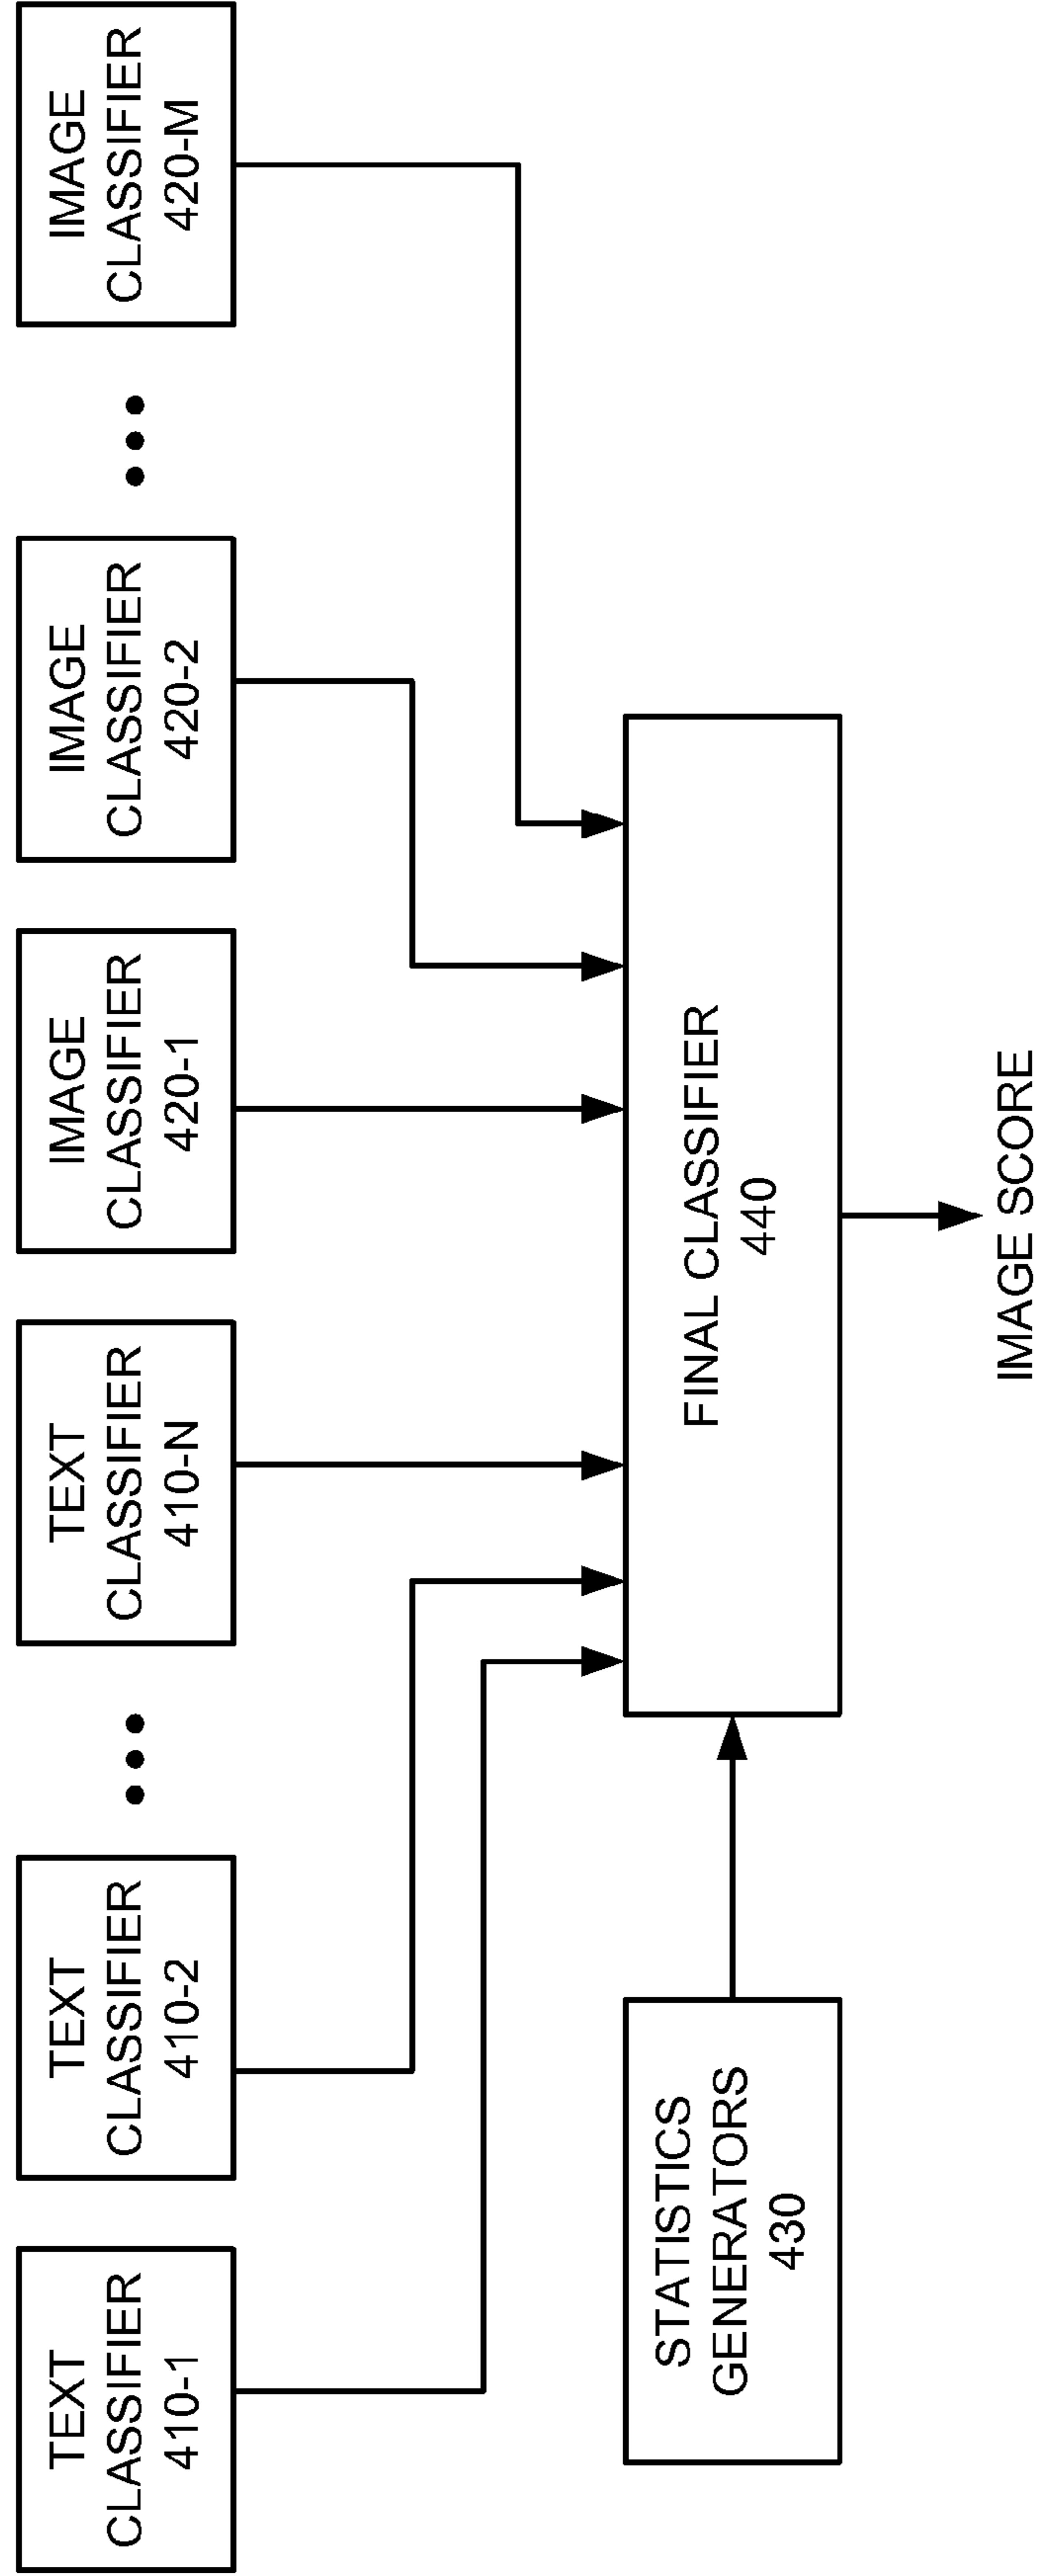 TEXT
CLASSIFIER
410-1
TEXT
CLASSIFIER
410-2
TEXT
CLASSIFIER
410-N
IMAGE
CLASSIFIER
420-1
IMAGE
CLASSIFIER
420-2
IMAGE
CLASSIFIER
420-M
STATISTICS
GENERATORS
430
FINAL CLASSIFIER
440
IMAGE SCORE